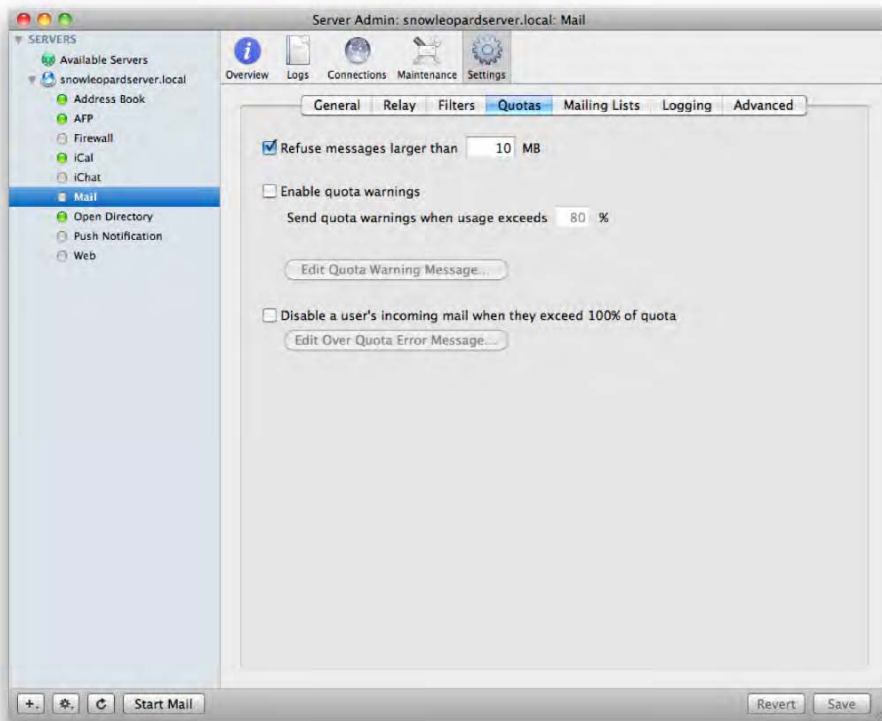 Server Admin: snowleopardserver.local: Mail
SERVERS
Available Servers
snowleopardserver.local
Address Book
AFP
Firewall
iCal
iChat
Mail
Open Directory
Push Notification
Web
Overview
Logs
Connections
Maintenance
Settings
General
Relay
Filters
Quotas
Mailing Lists
Logging
Advanced
Refuse messages larger than 10 MB
Enable quota warnings
Send quota warnings when usage exceeds 80 %
Edit Quota Warning Message...
Disable a user's incoming mail when they exceed 100% of quota
Edit Over Quota Error Message...
Start Mail
Revert
Save